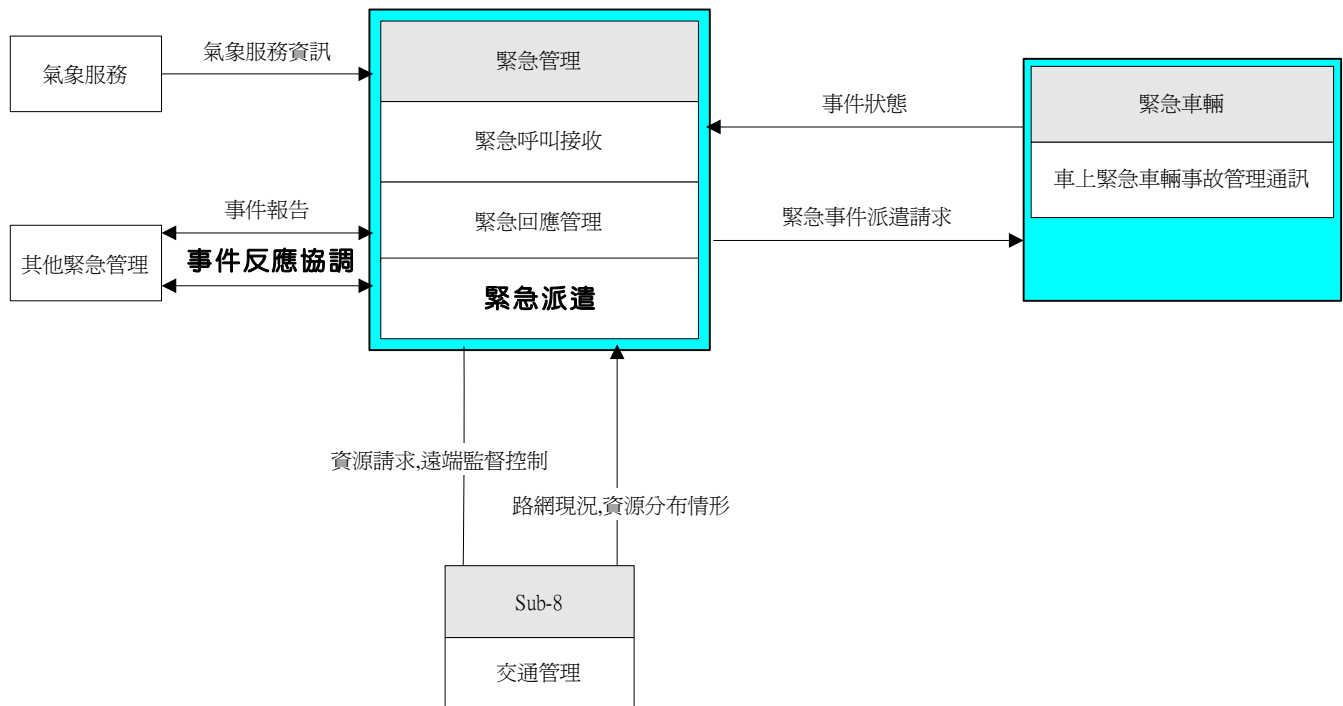 氣象服務
氣象服務資訊
緊急管理
緊急呼叫接收
緊急回應管理
緊急派遣
事件狀態
緊急車輛
車上緊急車輛事故管理通訊
緊急事件派遣請求
事件報告
其他緊急管理
事件反應協調
資源請求,遠端監督控制
路網現況,資源分布情形
Sub-8
交通管理